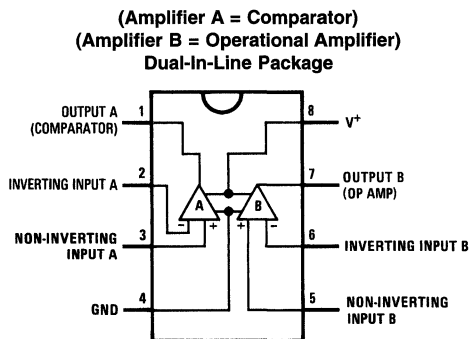 (Amplifier A = Comparator)
(Amplifier B = Operational Amplifier)
Dual-In-Line Package
OUTPUT A
(COMPARATOR)
1
8
V+
INVERTING INPUT A
2
7
OUTPUT B
(OP AMP)
A
B
- + + -
NON-INVERTING
INPUT A
3
6
INVERTING INPUT B
GND
4
5
NON-INVERTING
INPUT B